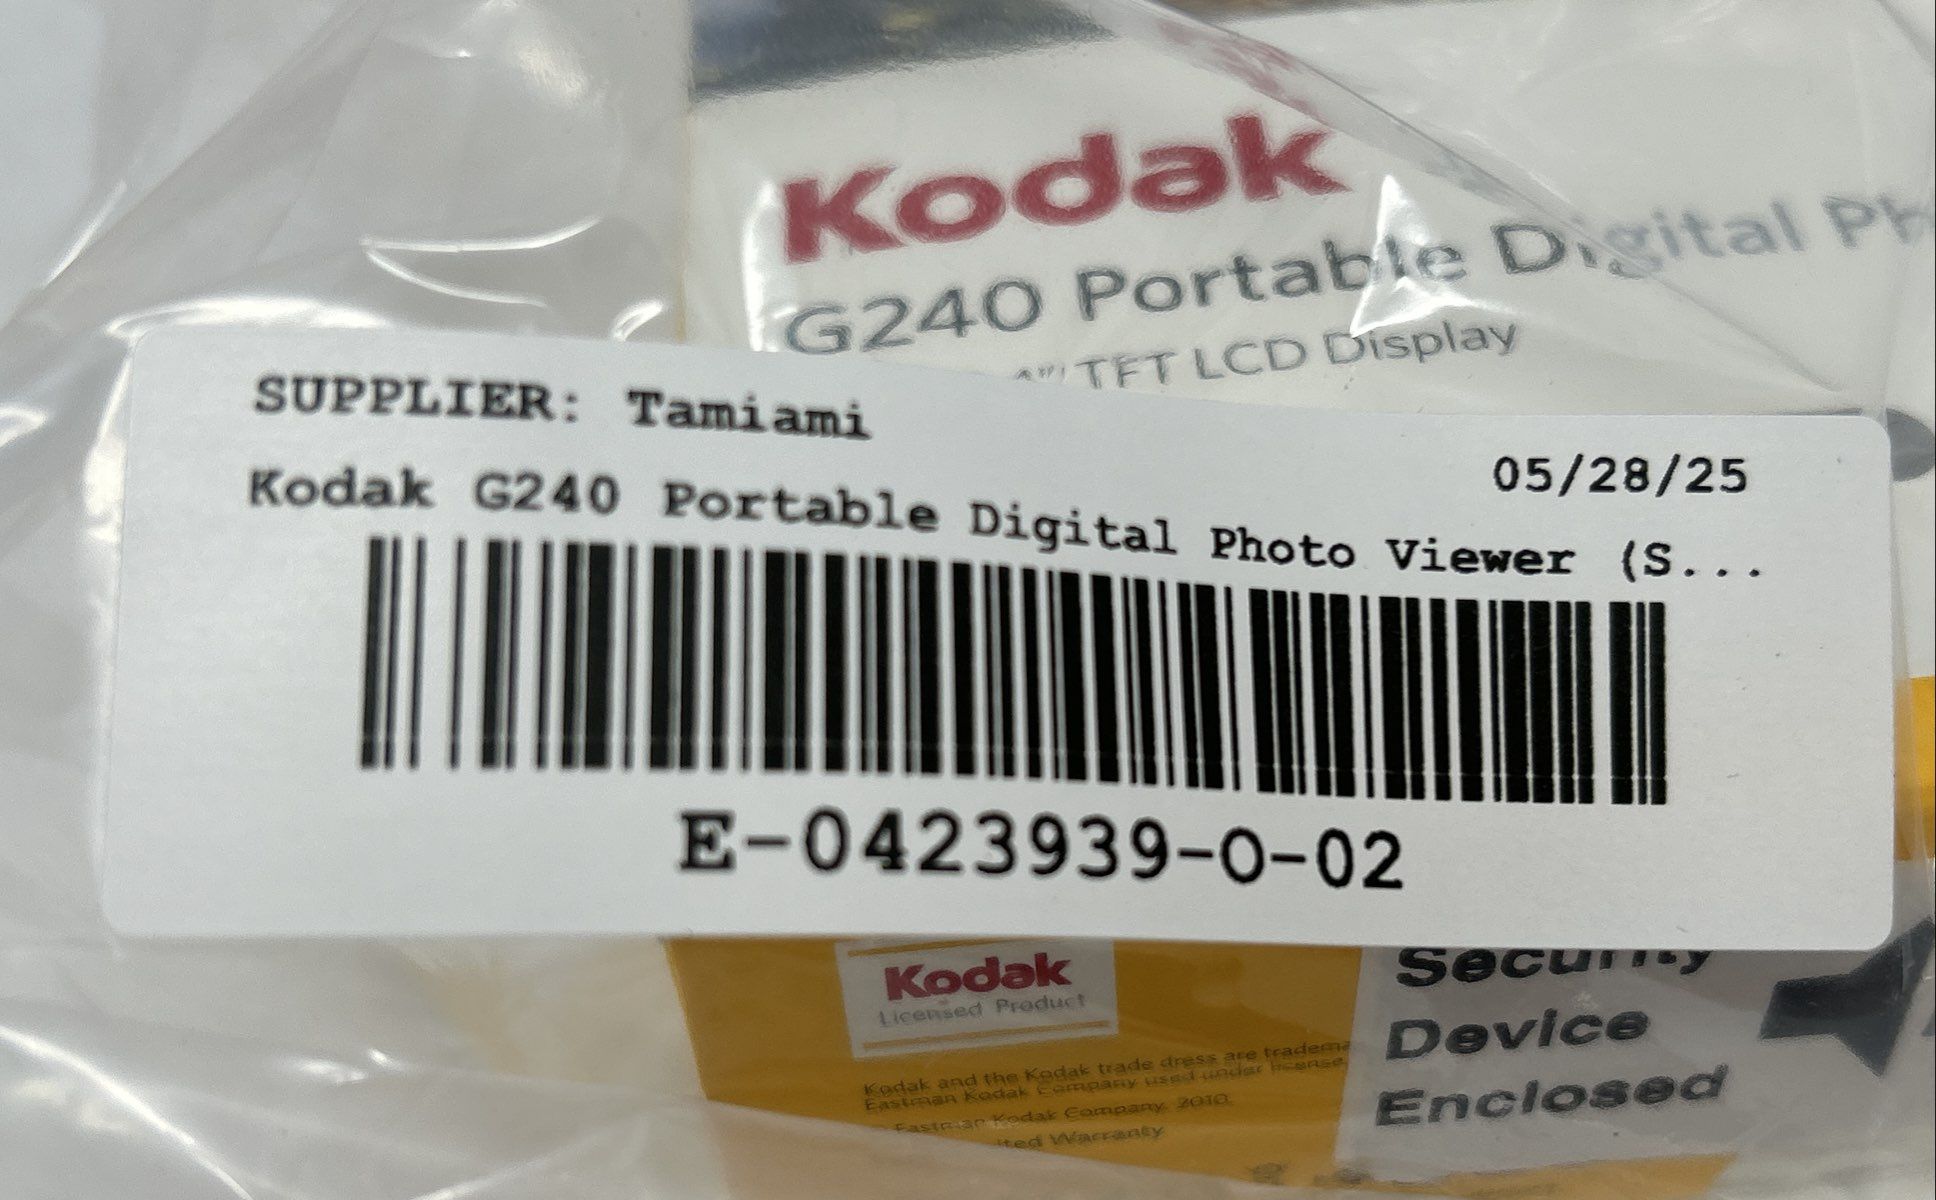 Kodak
G240 Portable Digital Ph
4" TFT LCD Display
SUPPLIER: Tamiami
05/28/25
Kodak G240 Portable Digital Photo Viewer (S...
E-0423939-O-02
Kodak
Licensed Product
Security
Device
Enclosed
Kodak and the Kodak trade dress are tradema
Eastman Kodak Company used under license.
Eastman Kodak Company, 2010.
ited Warranty